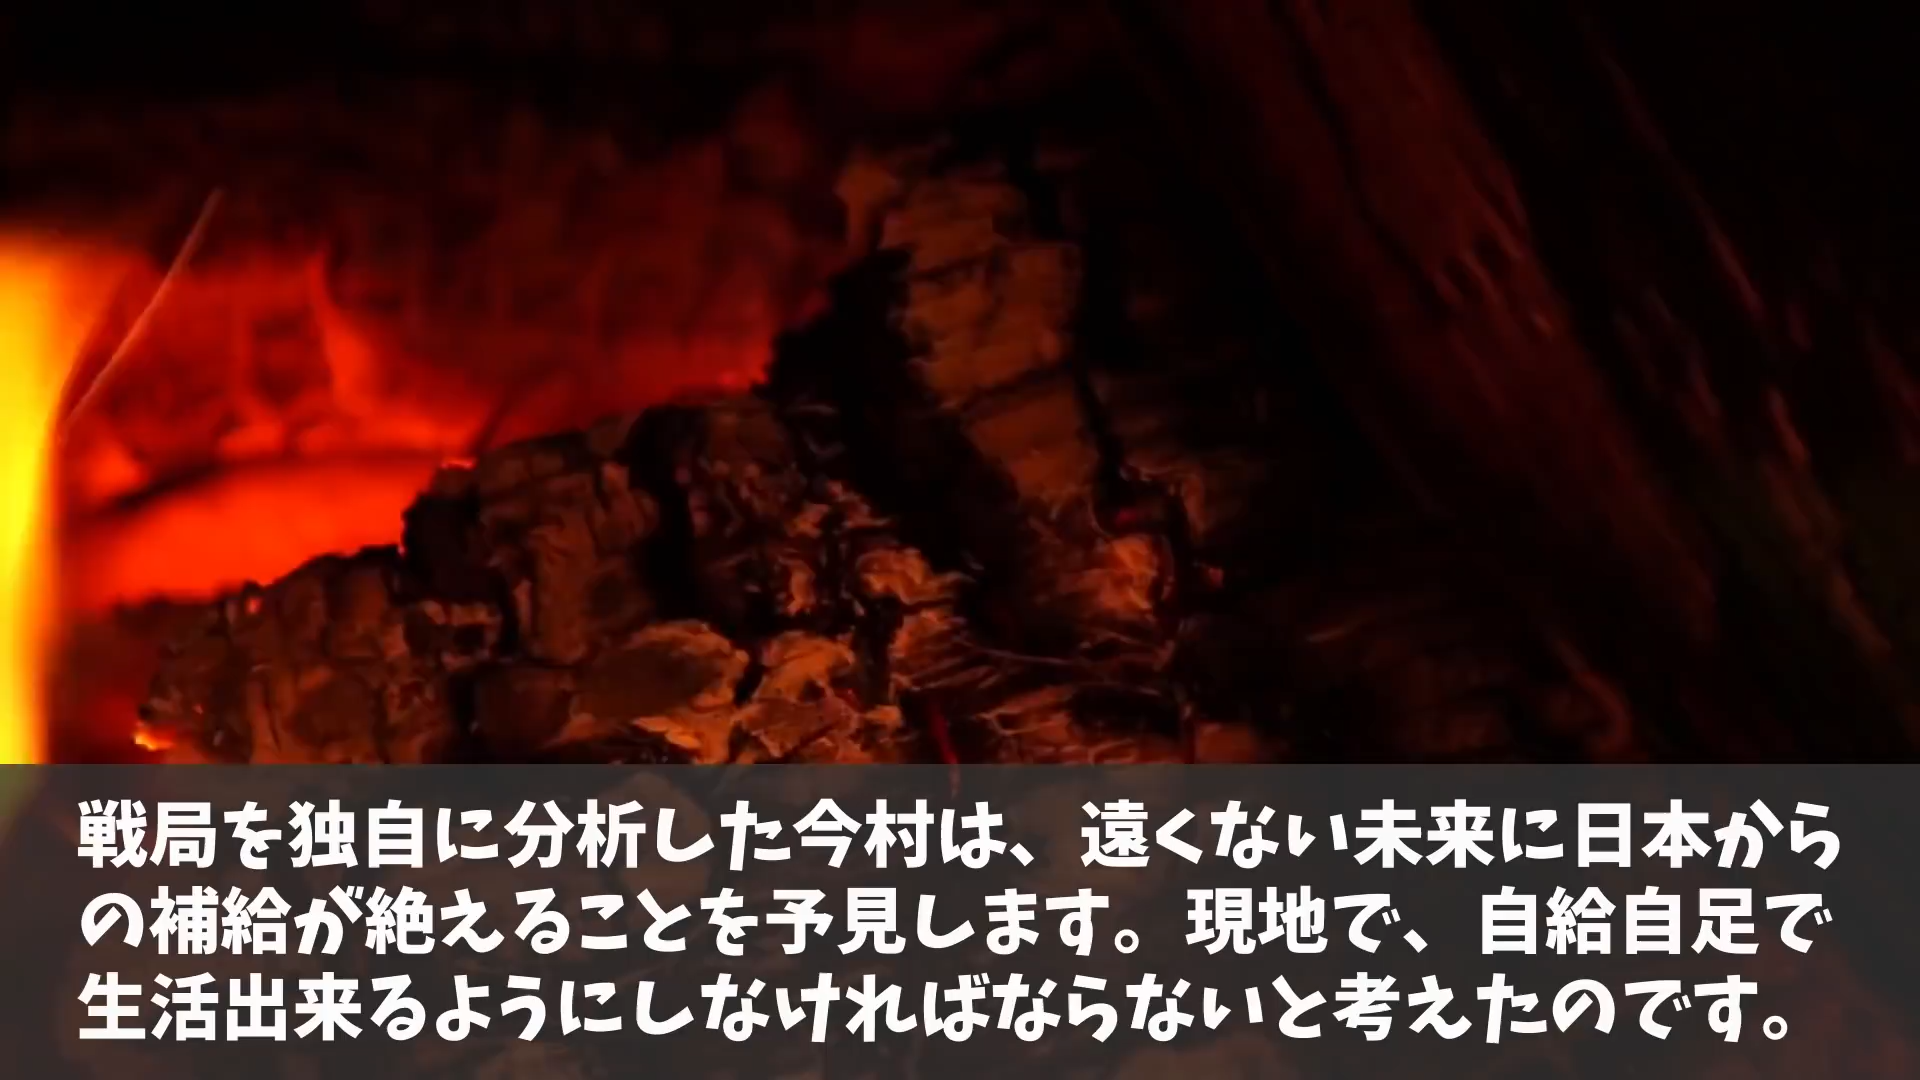 戦局を独自に分析した今村は、遠くない未来に日本から
の補給が絶えることを予見します。現地で、自給自足で
生活出来るようにしなければならないと考えたのです。